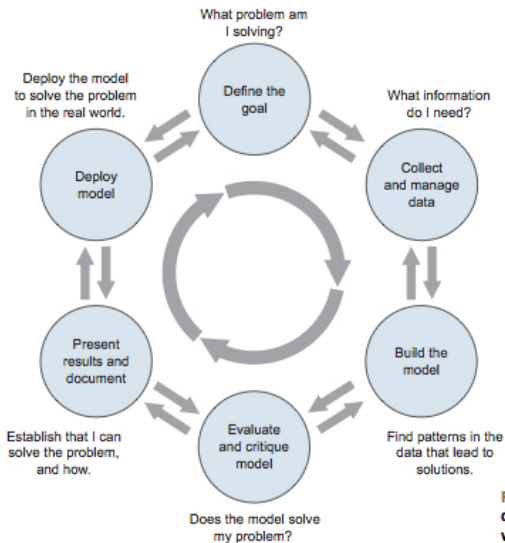 What problem am
I solving?
Define the
goal
What information
do I need?
Collect
and manage
data
Build the
model
Find patterns in the
data that lead to
solutions.
Evaluate
and critique
model
Does the model solve
my problem?
Present
results and
document
Establish that I can
solve the problem,
and how.
Deploy
model
Deploy the model
to solve the problem
in the real world.